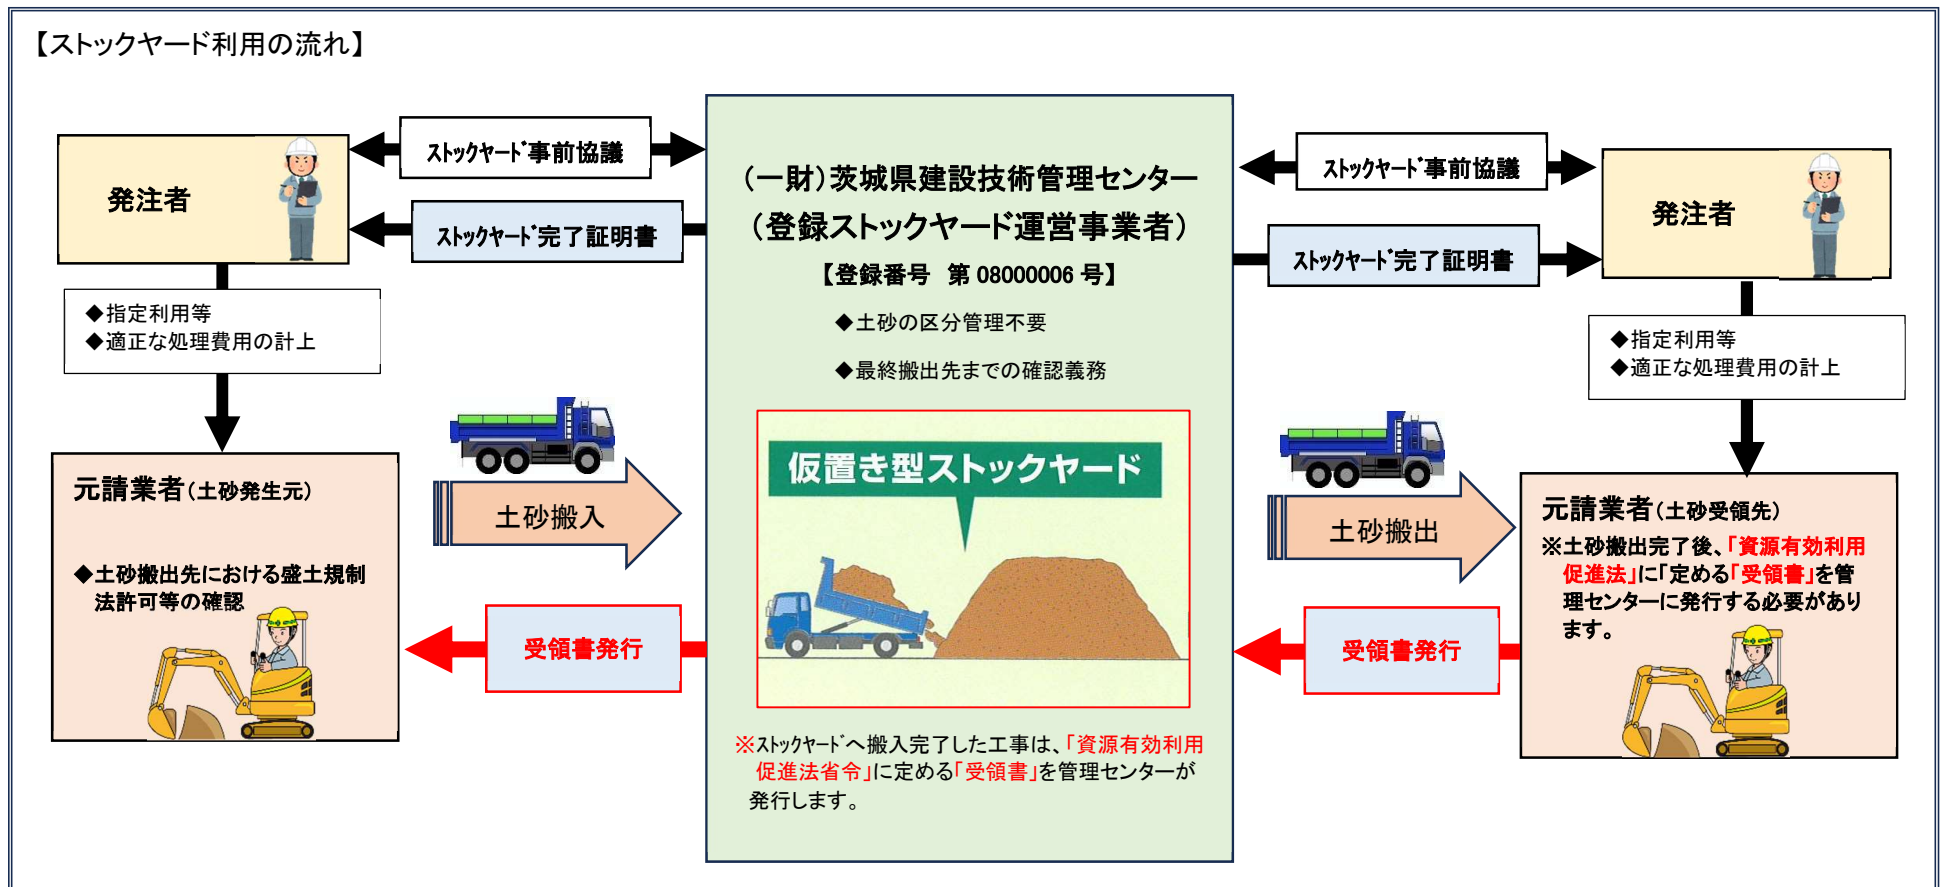 【ストックヤード利用の流れ】
発注者
ストックヤード事前協議
ストックヤード完了証明書
◆指定利用等
◆適正な処理費用の計上
元請業者(土砂発生元)
◆土砂搬出先における盛土規制
法許可等の確認
土砂搬入
受領書発行
(一財)茨城県建設技術管理センター
(登録ストックヤード運営事業者)
【登録番号 第 08000006 号】
◆土砂の区分管理不要
◆最終搬出先までの確認義務
仮置き型ストックヤード
※ストックヤードへ搬入完了した工事は、「資源有効利用
促進法省令」に定める「受領書」を管理センターが
発行します。
ストックヤード事前協議
ストックヤード完了証明書
発注者
◆指定利用等
◆適正な処理費用の計上
土砂搬出
受領書発行
元請業者(土砂受領先)
※土砂搬出完了後、「資源有効利用
促進法」に「定める「受領書」を管
理センターに発行する必要があり
ます。